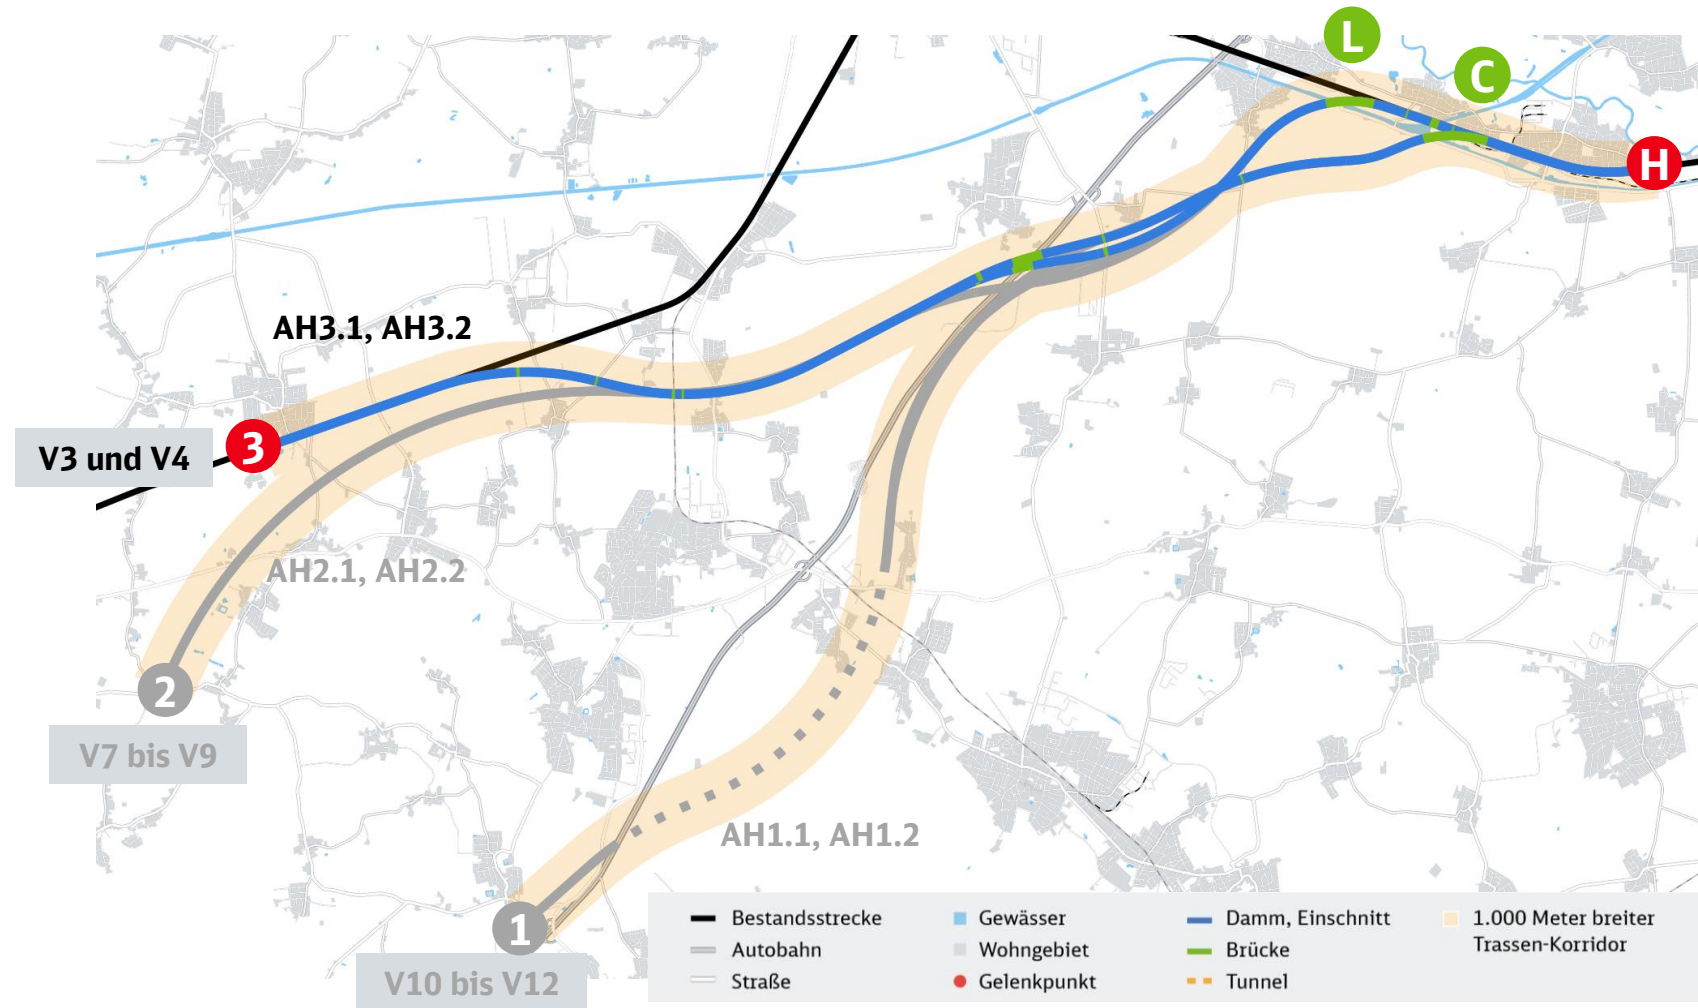 L
C
H
AH3.1, AH3.2
V3 und V4
3
AH2.1, AH2.2
2
V7 bis V9
AH1.1, AH1.2
1
V10 bis V12
Bestandsstrecke
Autobahn
Straße
Gewässer
Wohngebiet
Gelenkpunkt
Damm, Einschnitt
Brücke
Tunnel
1.000 Meter breiter
Trassen-Korridor